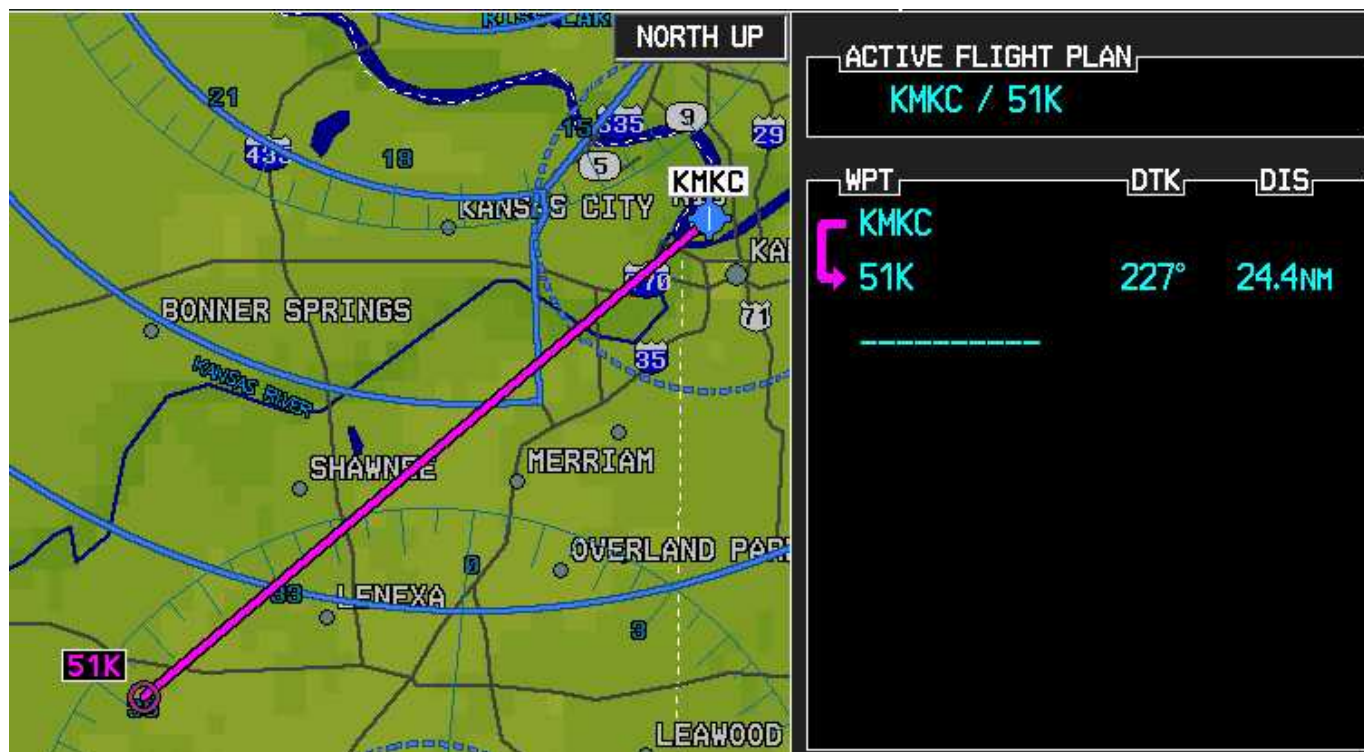 NORTH UP
21
435
18
15
635
9
29
5
KMKC
KANSAS CITY
BONNER SPRINGS
71
35
KANSAS RIVER
SHAWNEE
MERRIAM
0
OVERLAND PAR
33
LENEXA
3
51K
LEAWOOD
ACTIVE FLIGHT PLAN
KMKC / 51K
WPT DTK DIS
KMKC
51K 227° 24.4NM